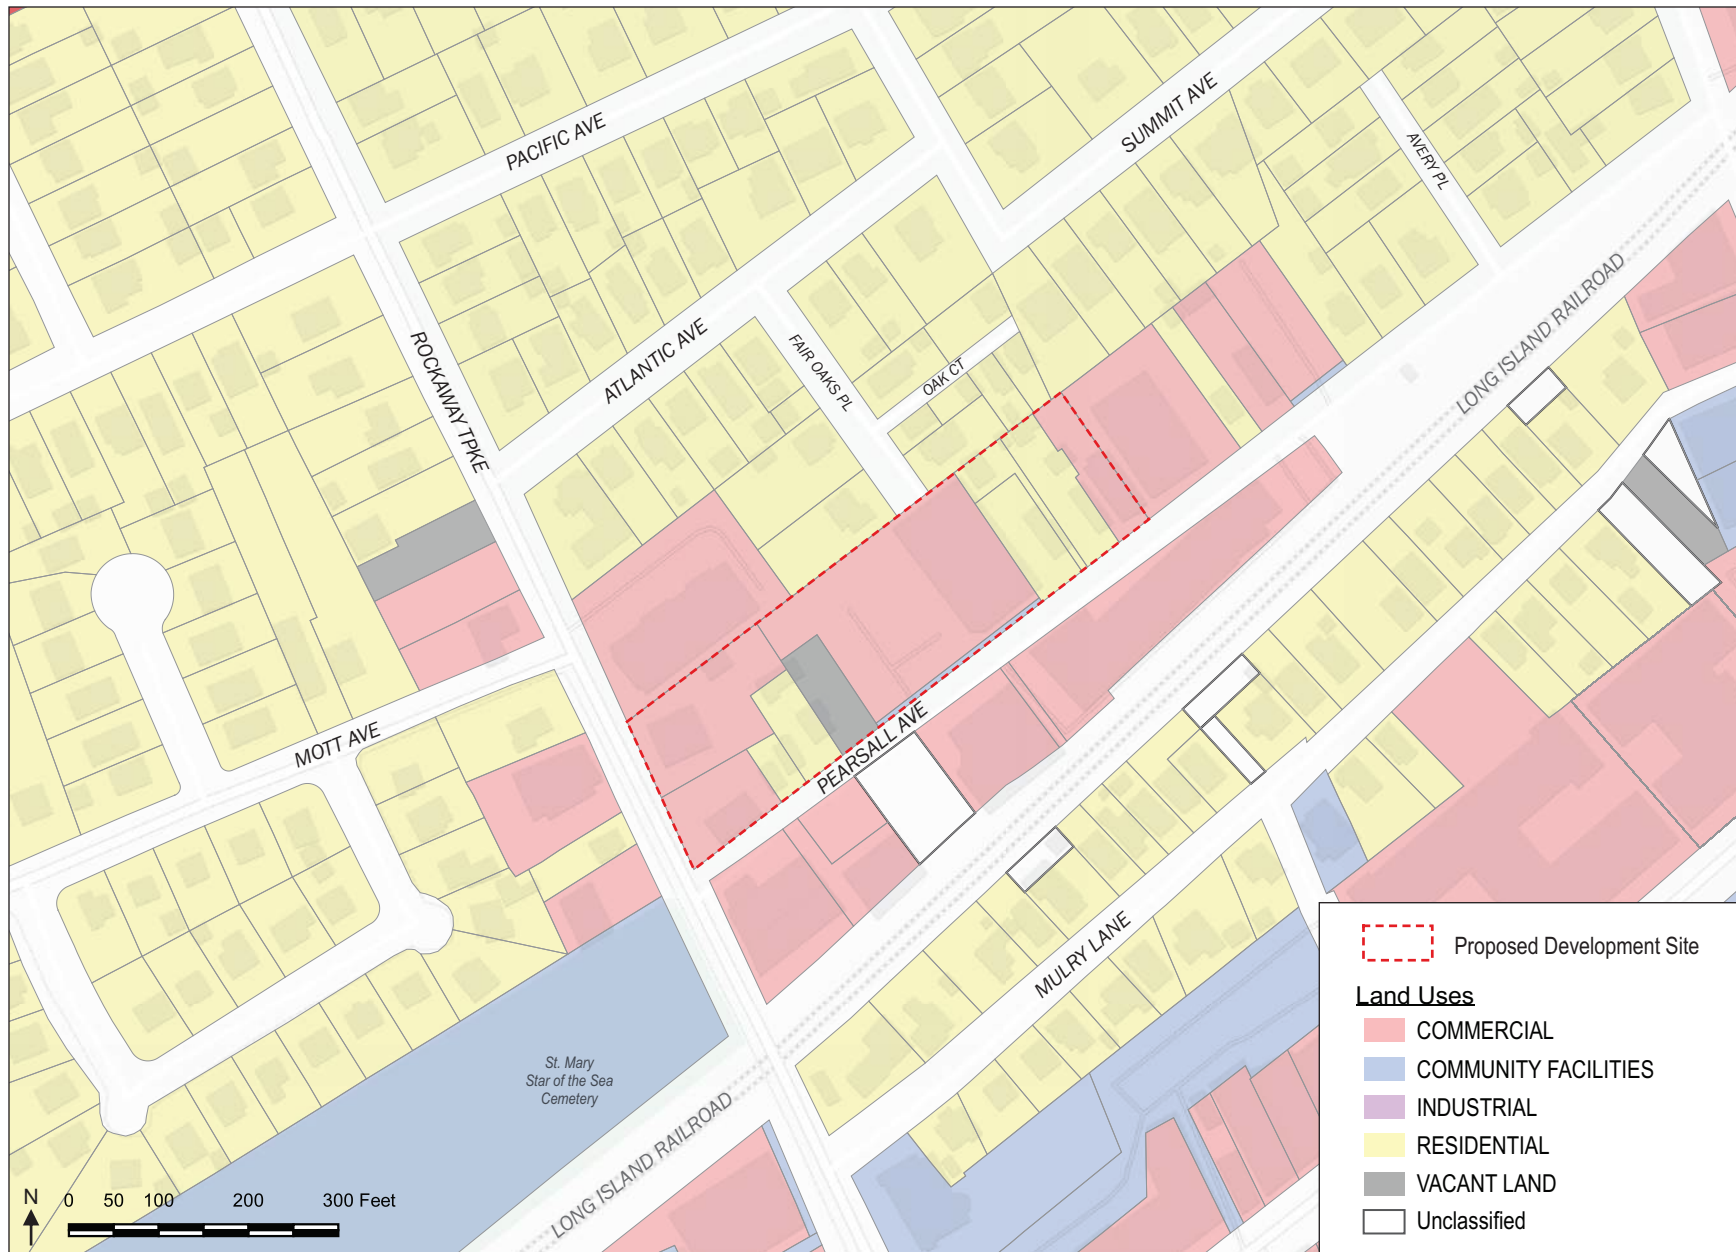 PACIFIC AVE
SUMMIT AVE
AVERY PL
ROCKAWAY TPKE
ATLANTIC AVE
FAIR OAKS PL
OAK CT
LONG ISLAND RAILROAD
MOTT AVE
PEARSALL AVE
MULRY LANE
St. Mary
Star of the Sea
Cemetery
LONG ISLAND RAILROAD
N
0 50 100 200 300 Feet
Proposed Development Site
Land Uses
COMMERCIAL
COMMUNITY FACILITIES
INDUSTRIAL
RESIDENTIAL
VACANT LAND
Unclassified